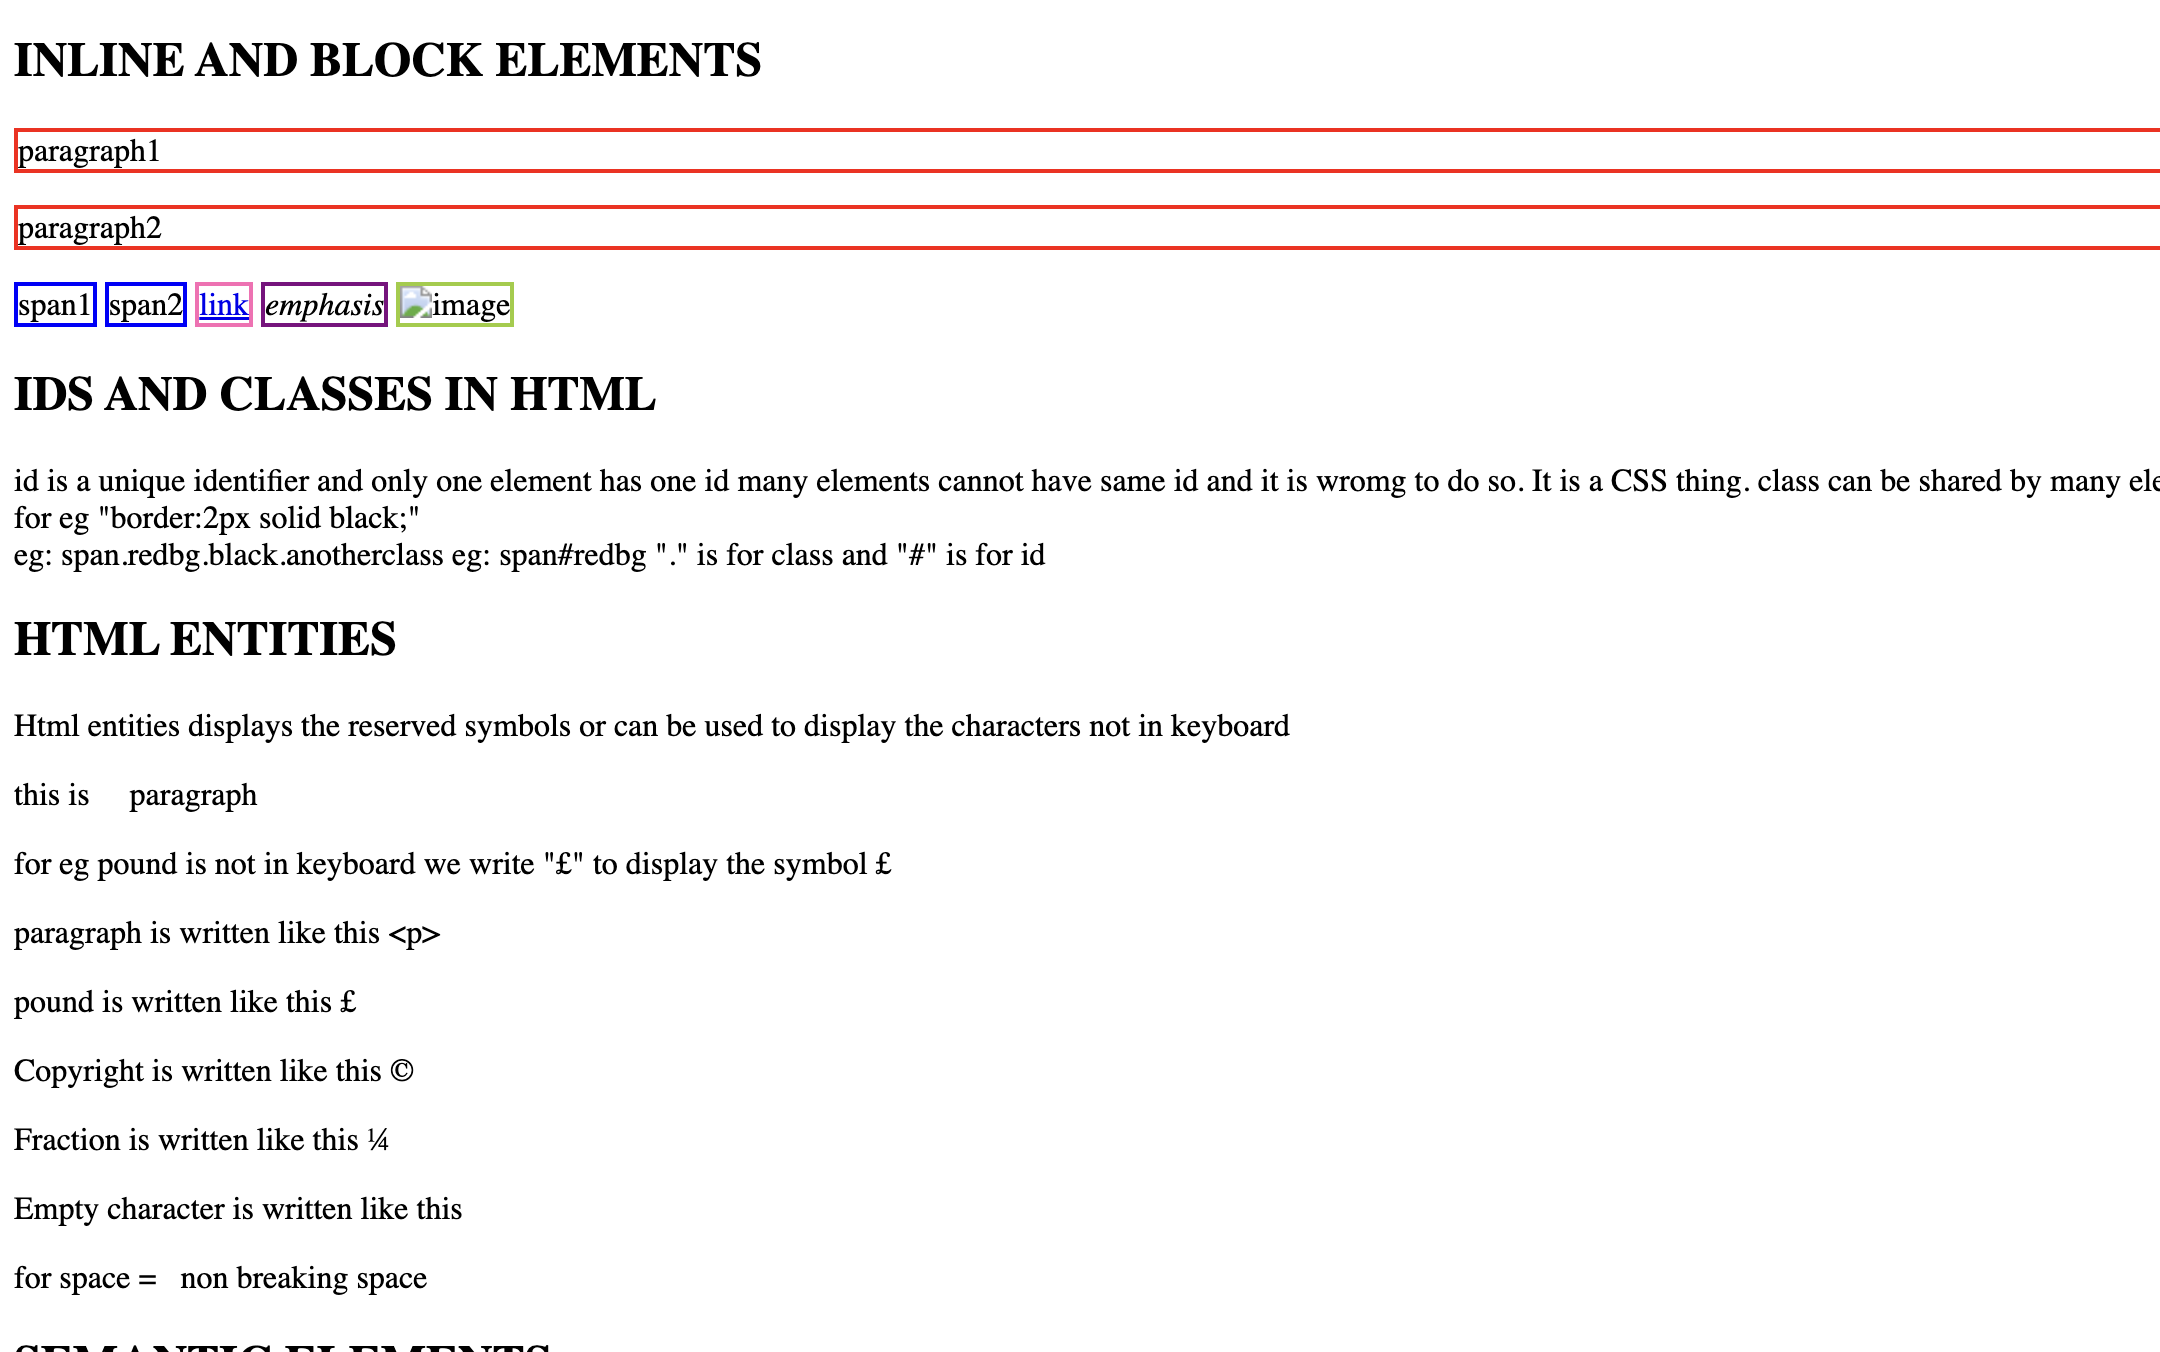 INLINE AND BLOCK ELEMENTS
paragraph1
paragraph2
span1 span2 link emphasis image
IDS AND CLASSES IN HTML
id is a unique identifier and only one element has one id many elements cannot have same id and it is wromg to do so. It is a CSS thing. class can be shared by many ele
for eg "border:2px solid black;"
eg: span.redbg.black.anotherclass eg: span#redbg "." is for class and "#" is for id
HTML ENTITIES
Html entities displays the reserved symbols or can be used to display the characters not in keyboard
this is     paragraph
for eg pound is not in keyboard we write "£" to display the symbol £
paragraph is written like this <p>
pound is written like this £
Copyright is written like this ©
Fraction is written like this ¼
Empty character is written like this
for space =   non breaking space
SEMANTIC ELEMENTS